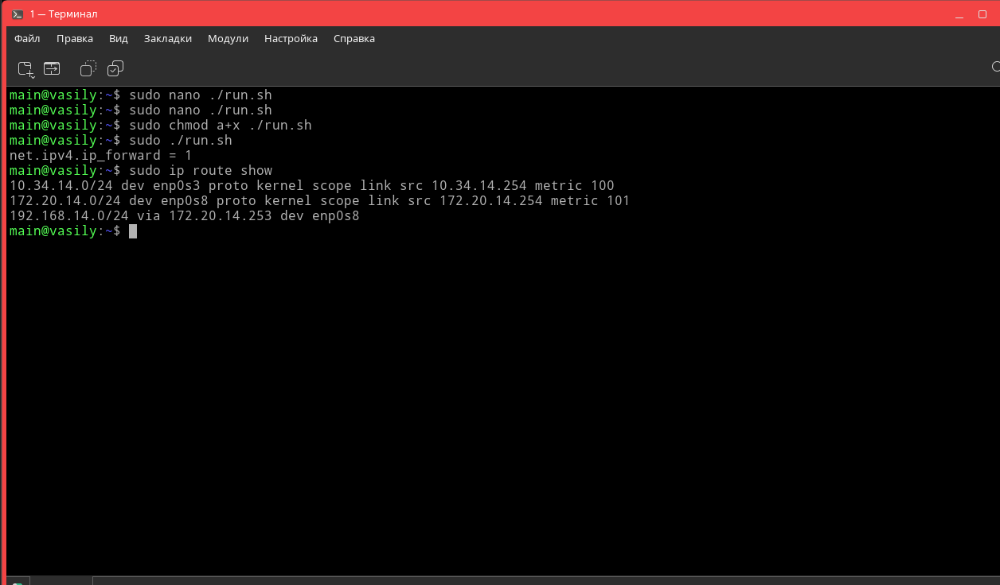 1 — Терминал
Файл Правка Вид Закладки Модули Настройка Справка
main@vasily:~$ sudo nano ./run.sh
main@vasily:~$ sudo nano ./run.sh
main@vasily:~$ sudo chmod a+x ./run.sh
main@vasily:~$ sudo ./run.sh
net.ipv4.ip_forward = 1
main@vasily:~$ sudo ip route show
10.34.14.0/24 dev enp0s3 proto kernel scope link src 10.34.14.254 metric 100
172.20.14.0/24 dev enp0s8 proto kernel scope link src 172.20.14.254 metric 101
192.168.14.0/24 via 172.20.14.253 dev enp0s8
main@vasily:~$